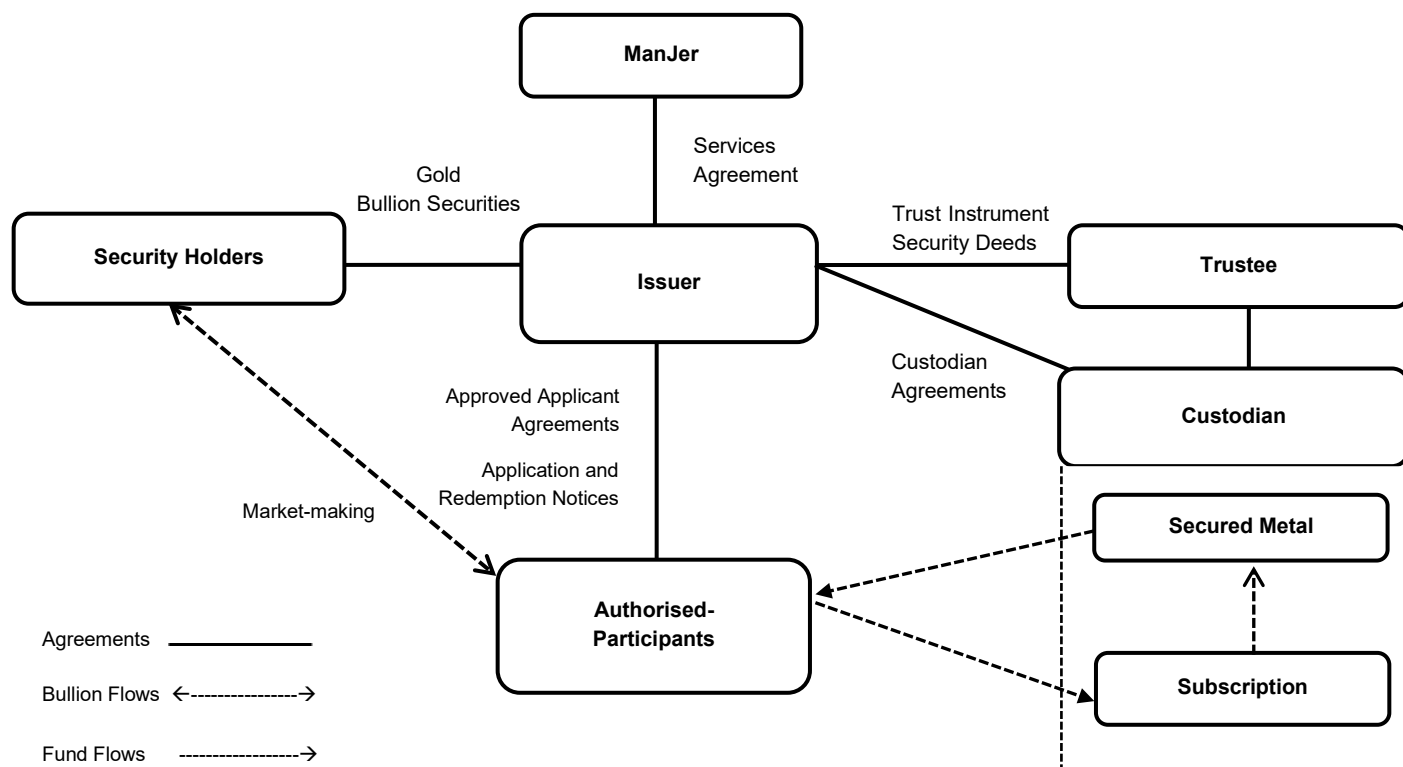 ManJer
Services
Agreement
Gold
Bullion Securities
Trust Instrument
Security Deeds
Security Holders
Issuer
Trustee
Custodian
Agreements
Custodian
Approved Applicant
Agreements
Application and
Redemption Notices
Market-making
Secured Metal
Authorised-
Participants
Subscription
Agreements
Bullion Flows
Fund Flows